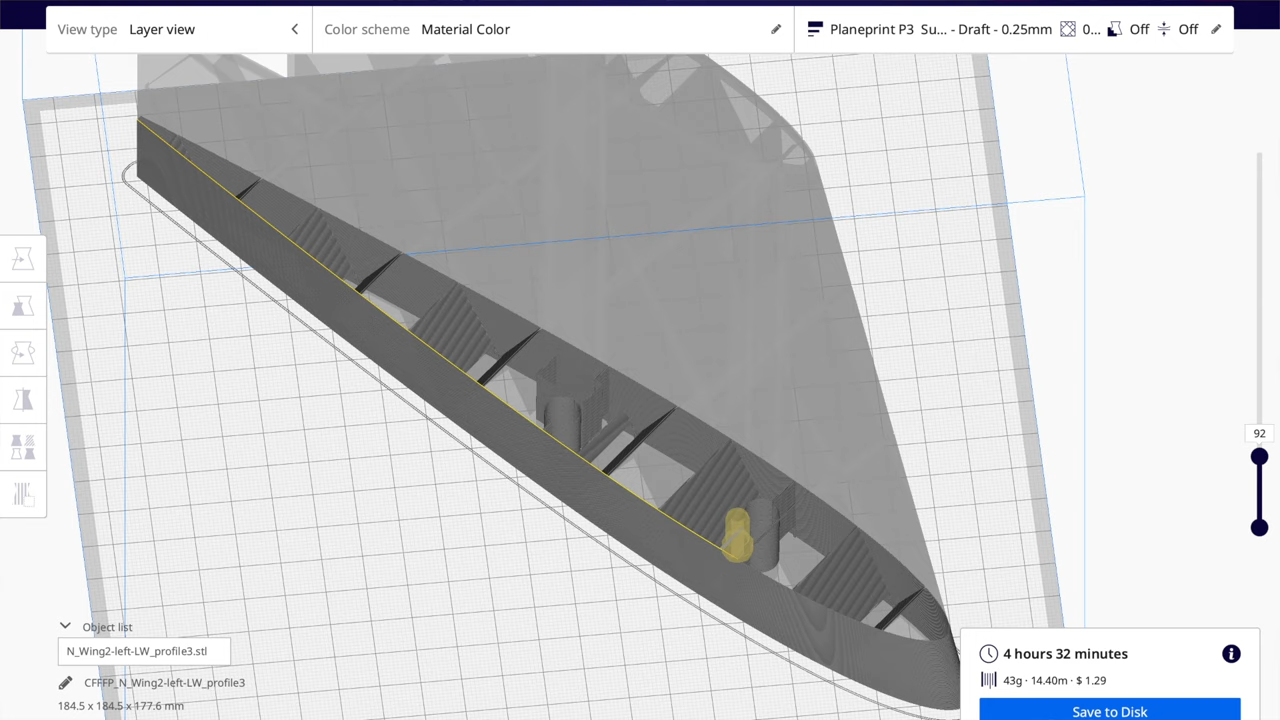 View type Layer view
Color scheme Material Color
Planeprint P3 Su... - Draft - 0.25mm 0... Off Off
92
Object list
N_Wing2-left-LW_profile3.stl
CFFFP_N_Wing2-left-LW_profile3
184.5 x 184.5 x 177.6 mm
4 hours 32 minutes
43g · 14.40m · $ 1.29
Save to Disk